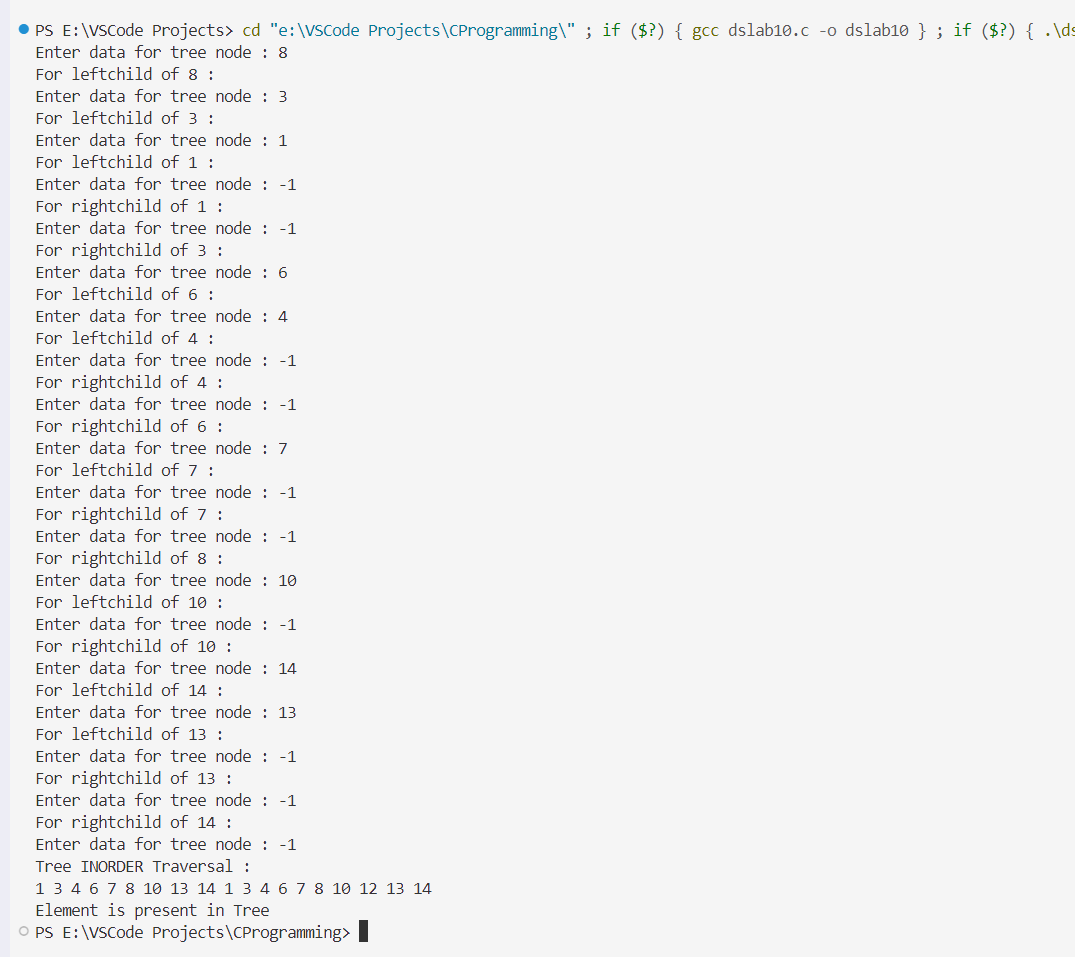 PS E:\VSCode Projects> cd "e:\VSCode Projects\CProgramming\" ; if ($?) { gcc dslab10.c -o dslab10 } ; if ($?) { .\ds
Enter data for tree node : 8
For leftchild of 8 :
Enter data for tree node : 3
For leftchild of 3 :
Enter data for tree node : 1
For leftchild of 1 :
Enter data for tree node : -1
For rightchild of 1 :
Enter data for tree node : -1
For rightchild of 3 :
Enter data for tree node : 6
For leftchild of 6 :
Enter data for tree node : 4
For leftchild of 4 :
Enter data for tree node : -1
For rightchild of 4 :
Enter data for tree node : -1
For rightchild of 6 :
Enter data for tree node : 7
For leftchild of 7 :
Enter data for tree node : -1
For rightchild of 7 :
Enter data for tree node : -1
For rightchild of 8 :
Enter data for tree node : 10
For leftchild of 10 :
Enter data for tree node : -1
For rightchild of 10 :
Enter data for tree node : 14
For leftchild of 14 :
Enter data for tree node : 13
For leftchild of 13 :
Enter data for tree node : -1
For rightchild of 13 :
Enter data for tree node : -1
For rightchild of 14 :
Enter data for tree node : -1
Tree INORDER Traversal :
1 3 4 6 7 8 10 13 14 1 3 4 6 7 8 10 12 13 14
Element is present in Tree
PS E:\VSCode Projects\CProgramming>